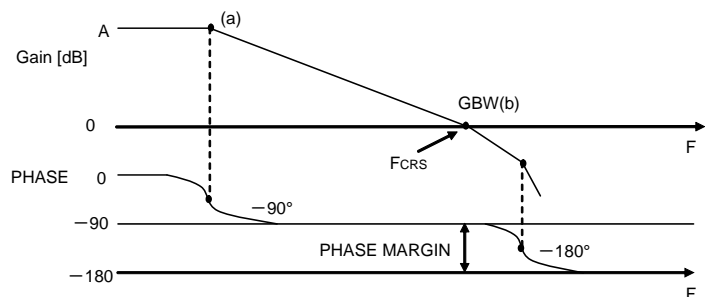 A
(a)
Gain [dB]
GBW(b)
0
FCRS
F
PHASE
0
−90°
−90
PHASE MARGIN
−180°
−180
F